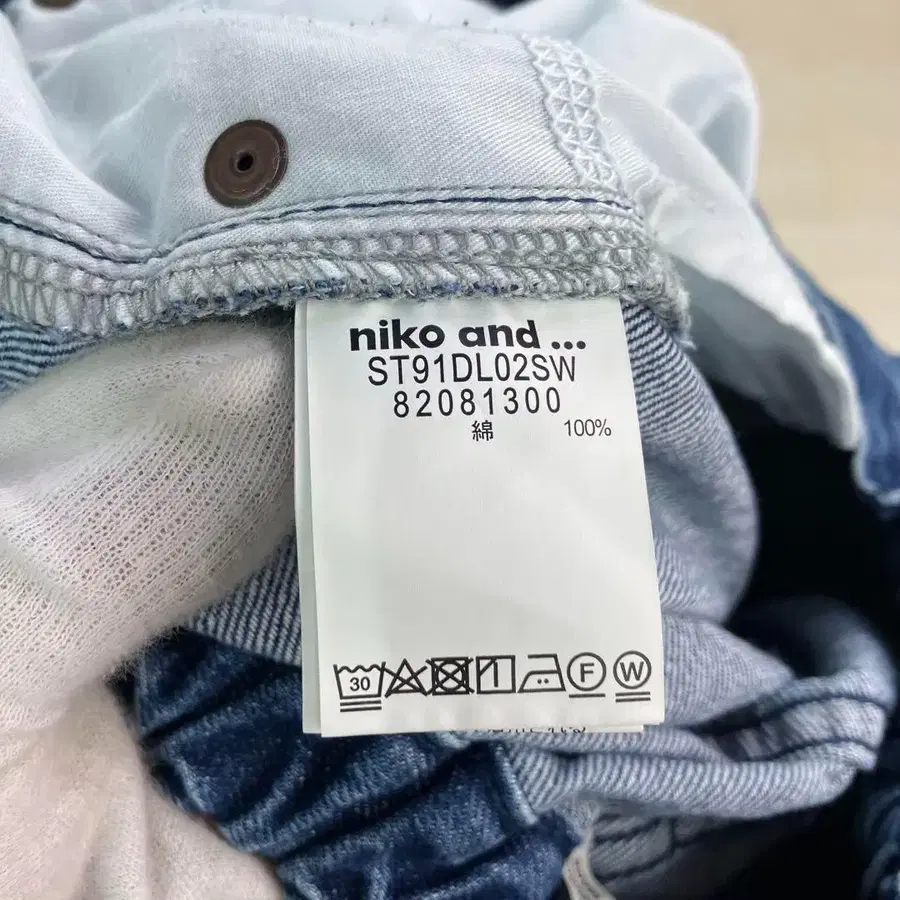 niko and ...
ST91DL02SW
82081300
綿 100%
30 F W